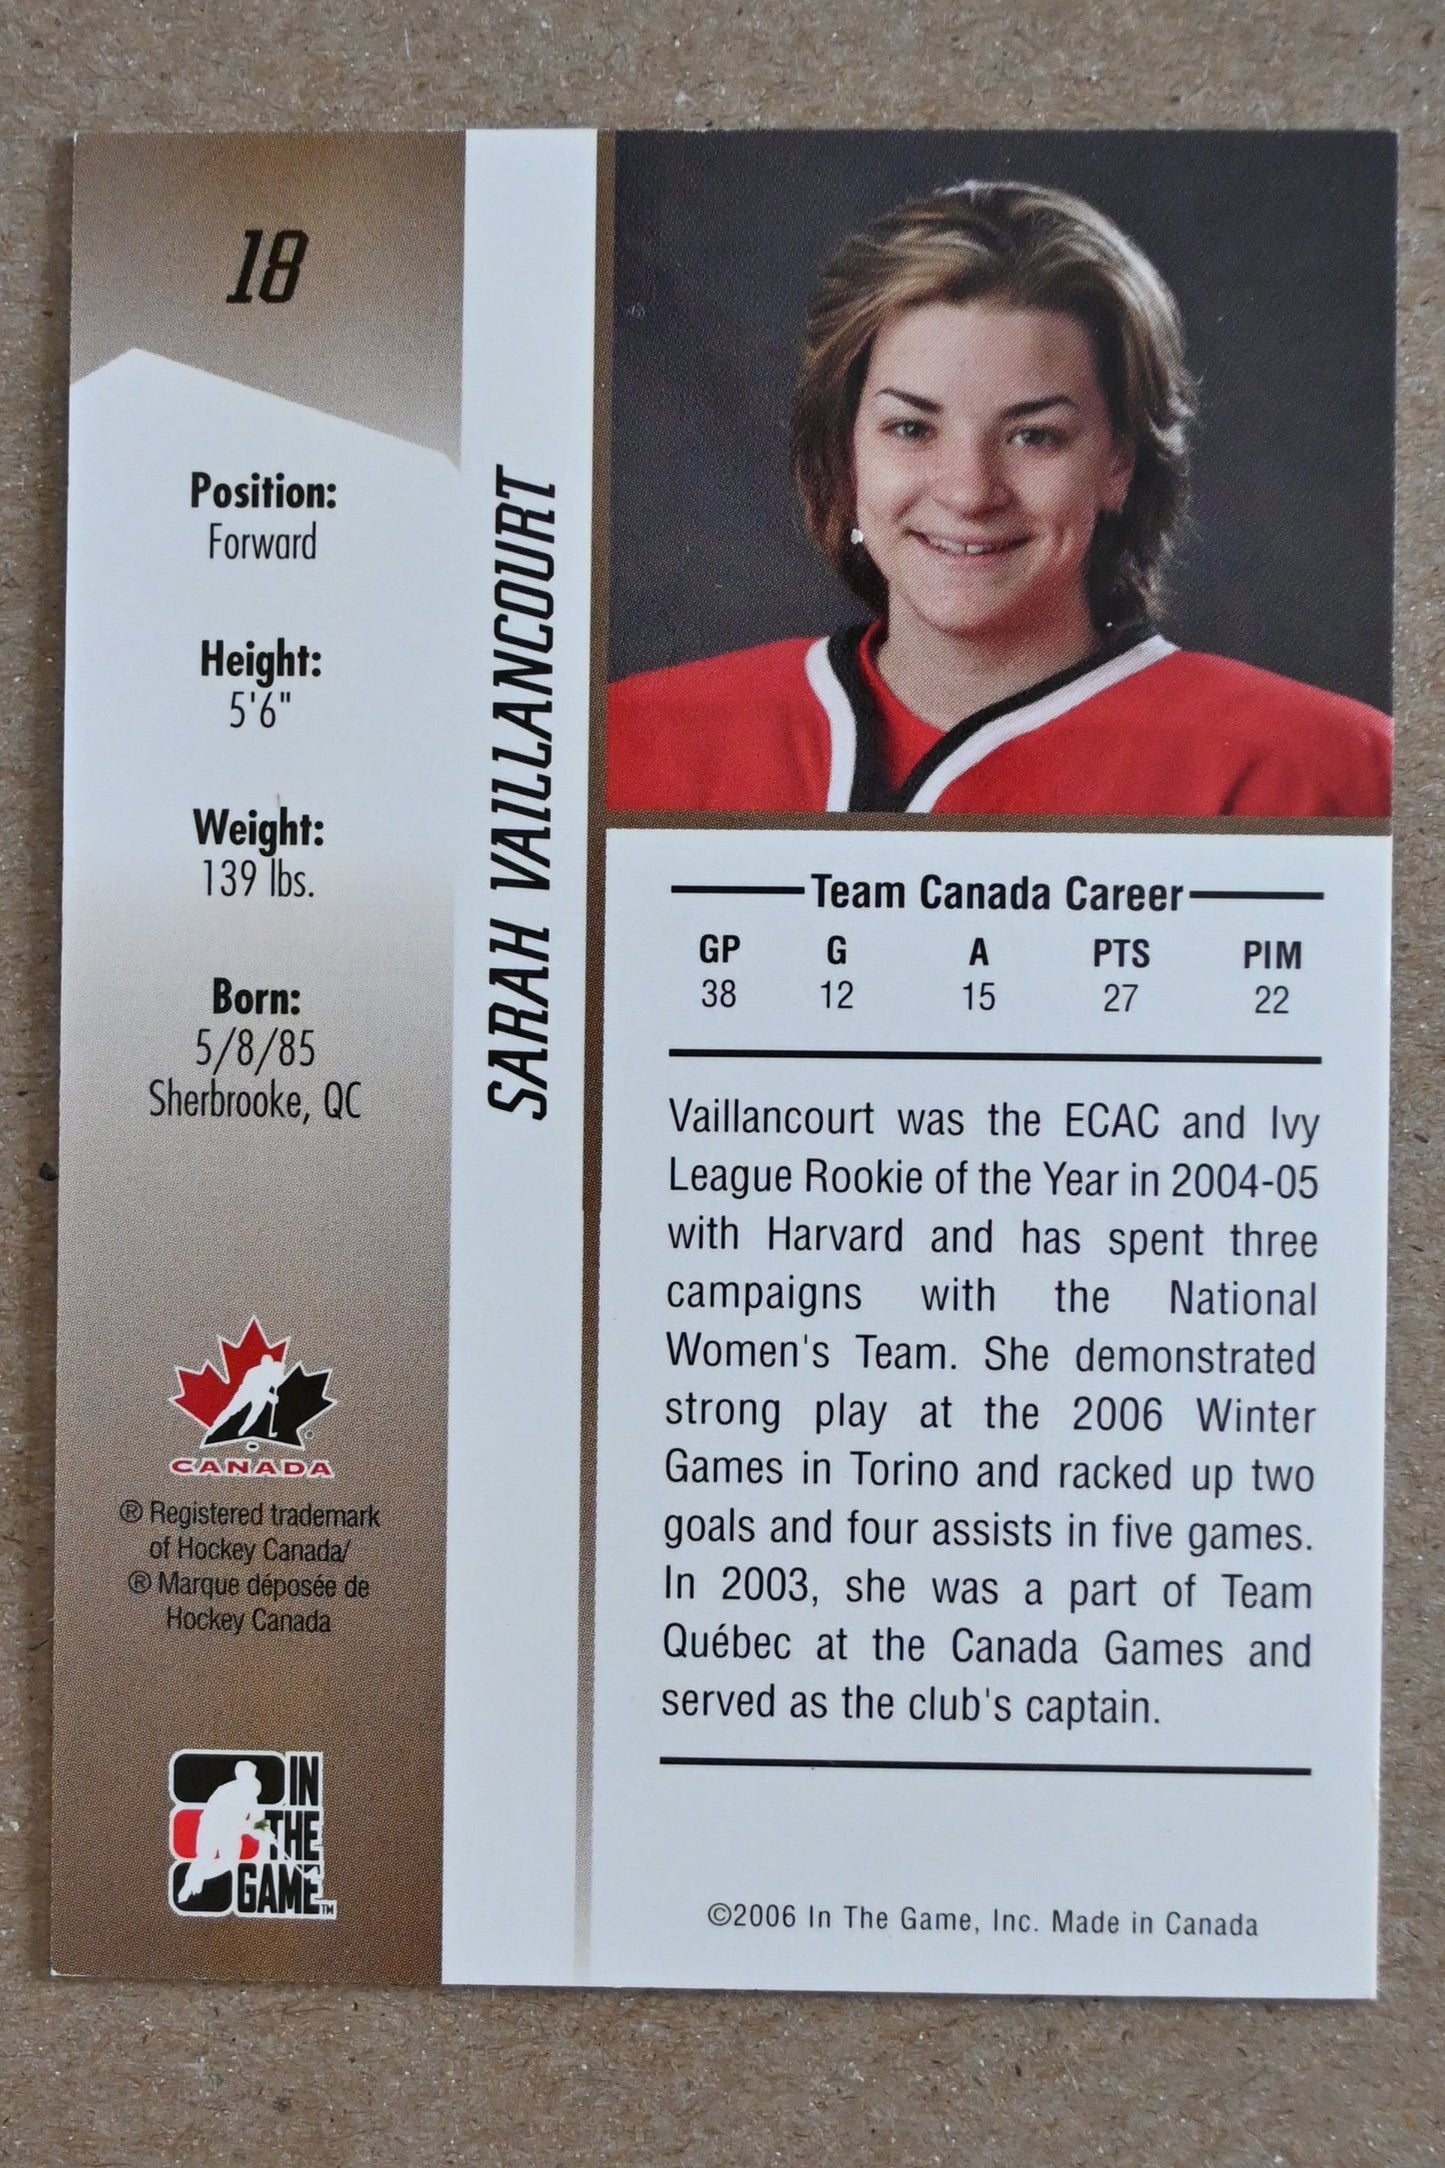 18
Position:
Forward
Height:
5'6"
Weight:
139 lbs.
Born:
5/8/85
Sherbrooke, QC
CANADA
® Registered trademark
of Hockey Canada/
® Marque déposée de
Hockey Canada
IN
THE
GAME TM
SARAH VAILLANCOURT
Team Canada Career
GP G A PTS PIM
38 12 15 27 22
Vaillancourt was the ECAC and Ivy
League Rookie of the Year in 2004-05
with Harvard and has spent three
campaigns with the National
Women's Team. She demonstrated
strong play at the 2006 Winter
Games in Torino and racked up two
goals and four assists in five games.
In 2003, she was a part of Team
Québec at the Canada Games and
served as the club's captain.
©2006 In The Game, Inc. Made in Canada